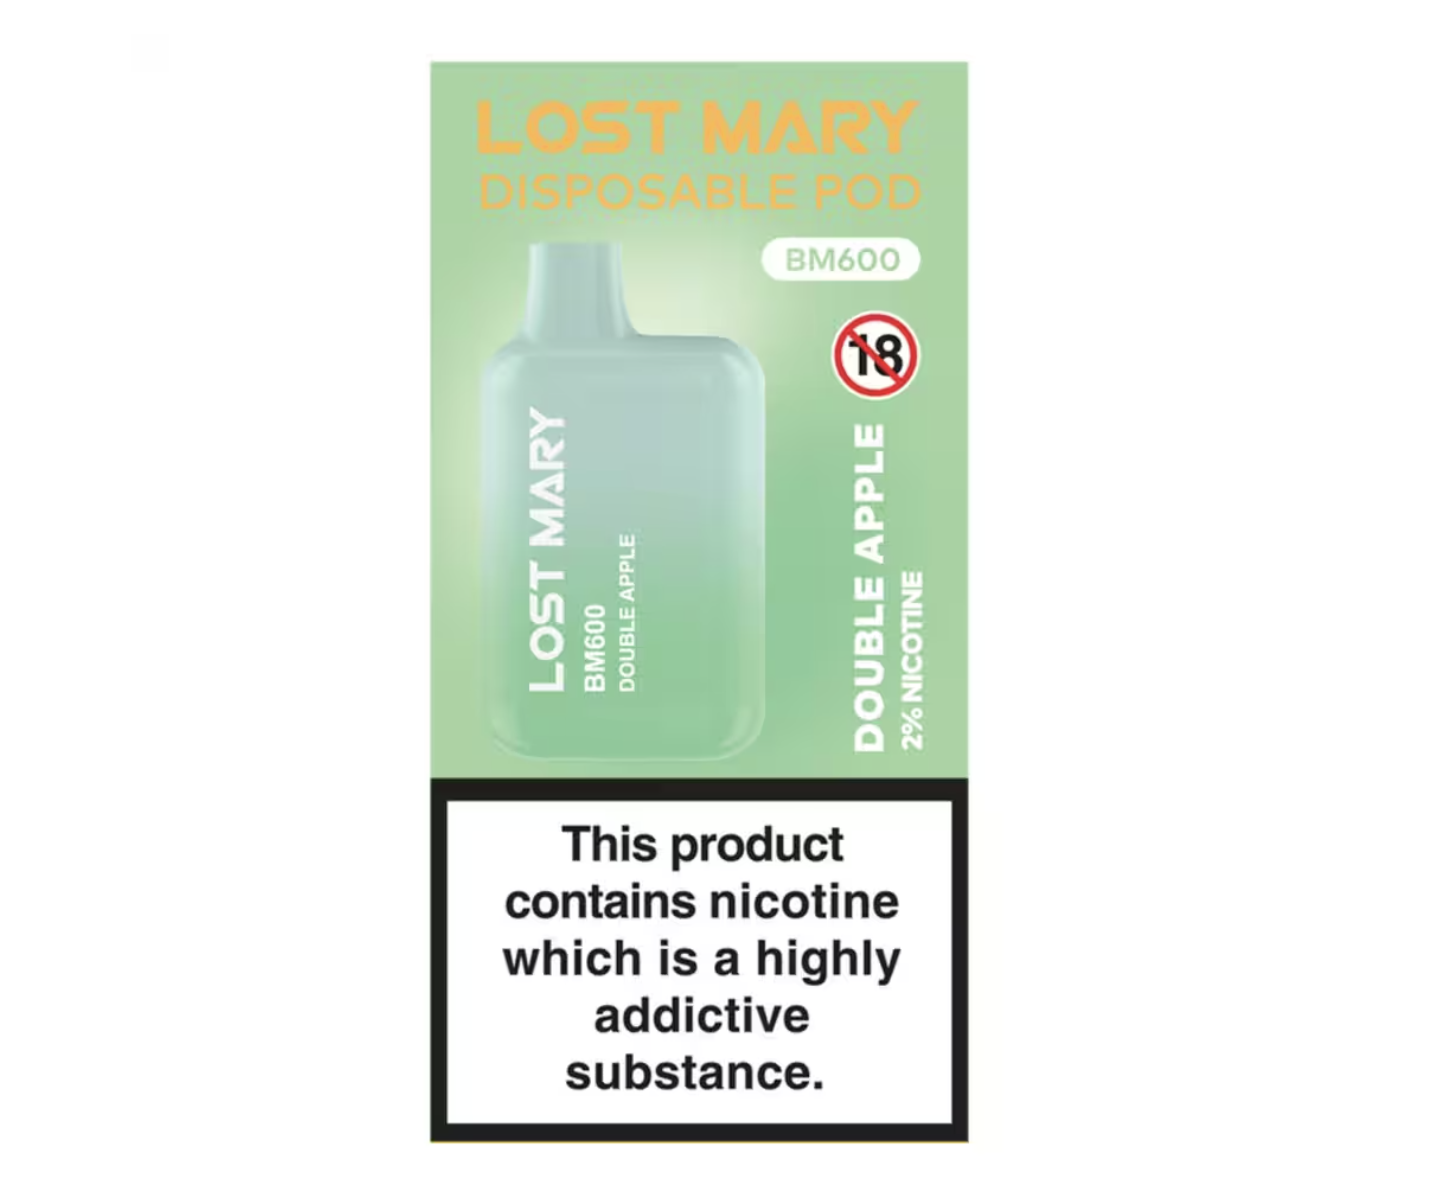 LOST MARY
DISPOSABLE POD
BM600
18
LOST MARY
BM600
DOUBLE APPLE
DOUBLE APPLE
2% NICOTINE
This product
contains nicotine
which is a highly
addictive
substance.